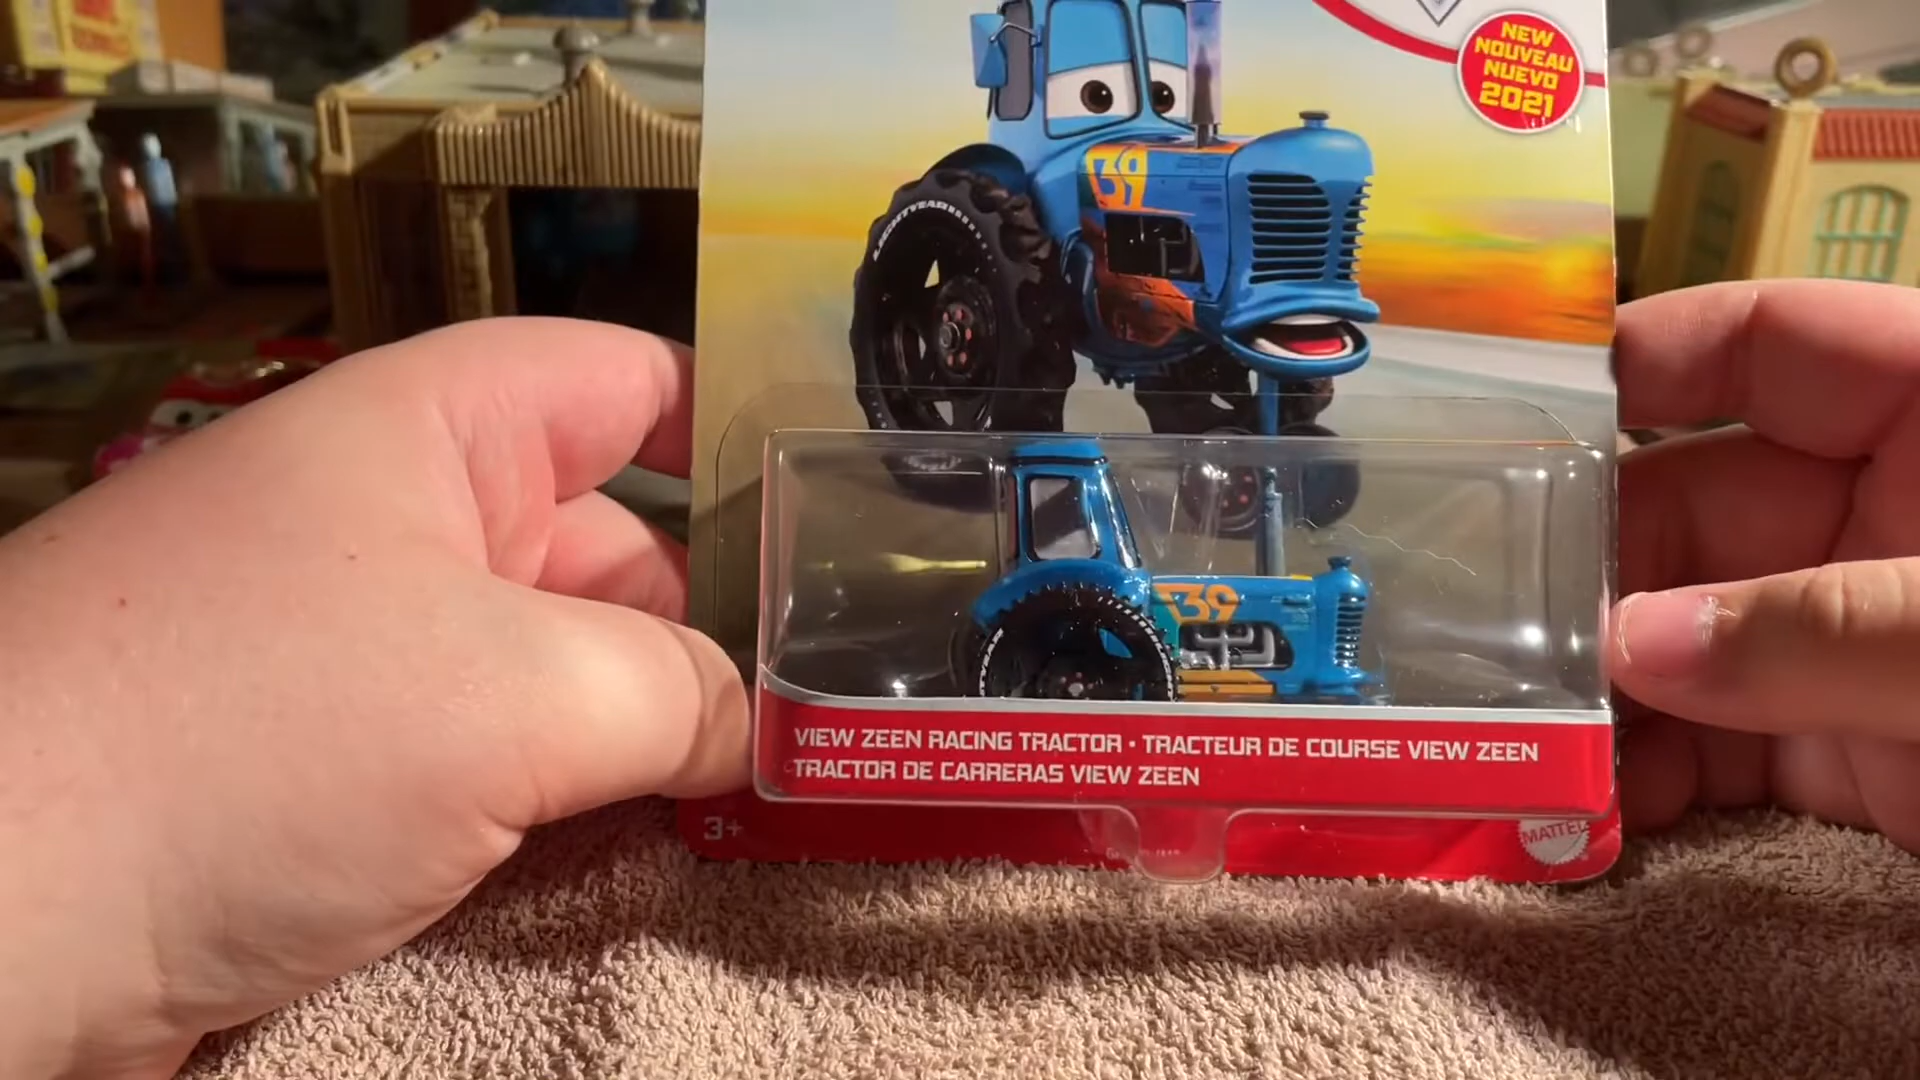 NEW
NOUVEAU
NUEVO
2021
39
LIGHTYEAR
39
VIEW ZEEN RACING TRACTOR • TRACTEUR DE COURSE VIEW ZEEN
TRACTOR DE CARRERAS VIEW ZEEN
3+
MATTEL